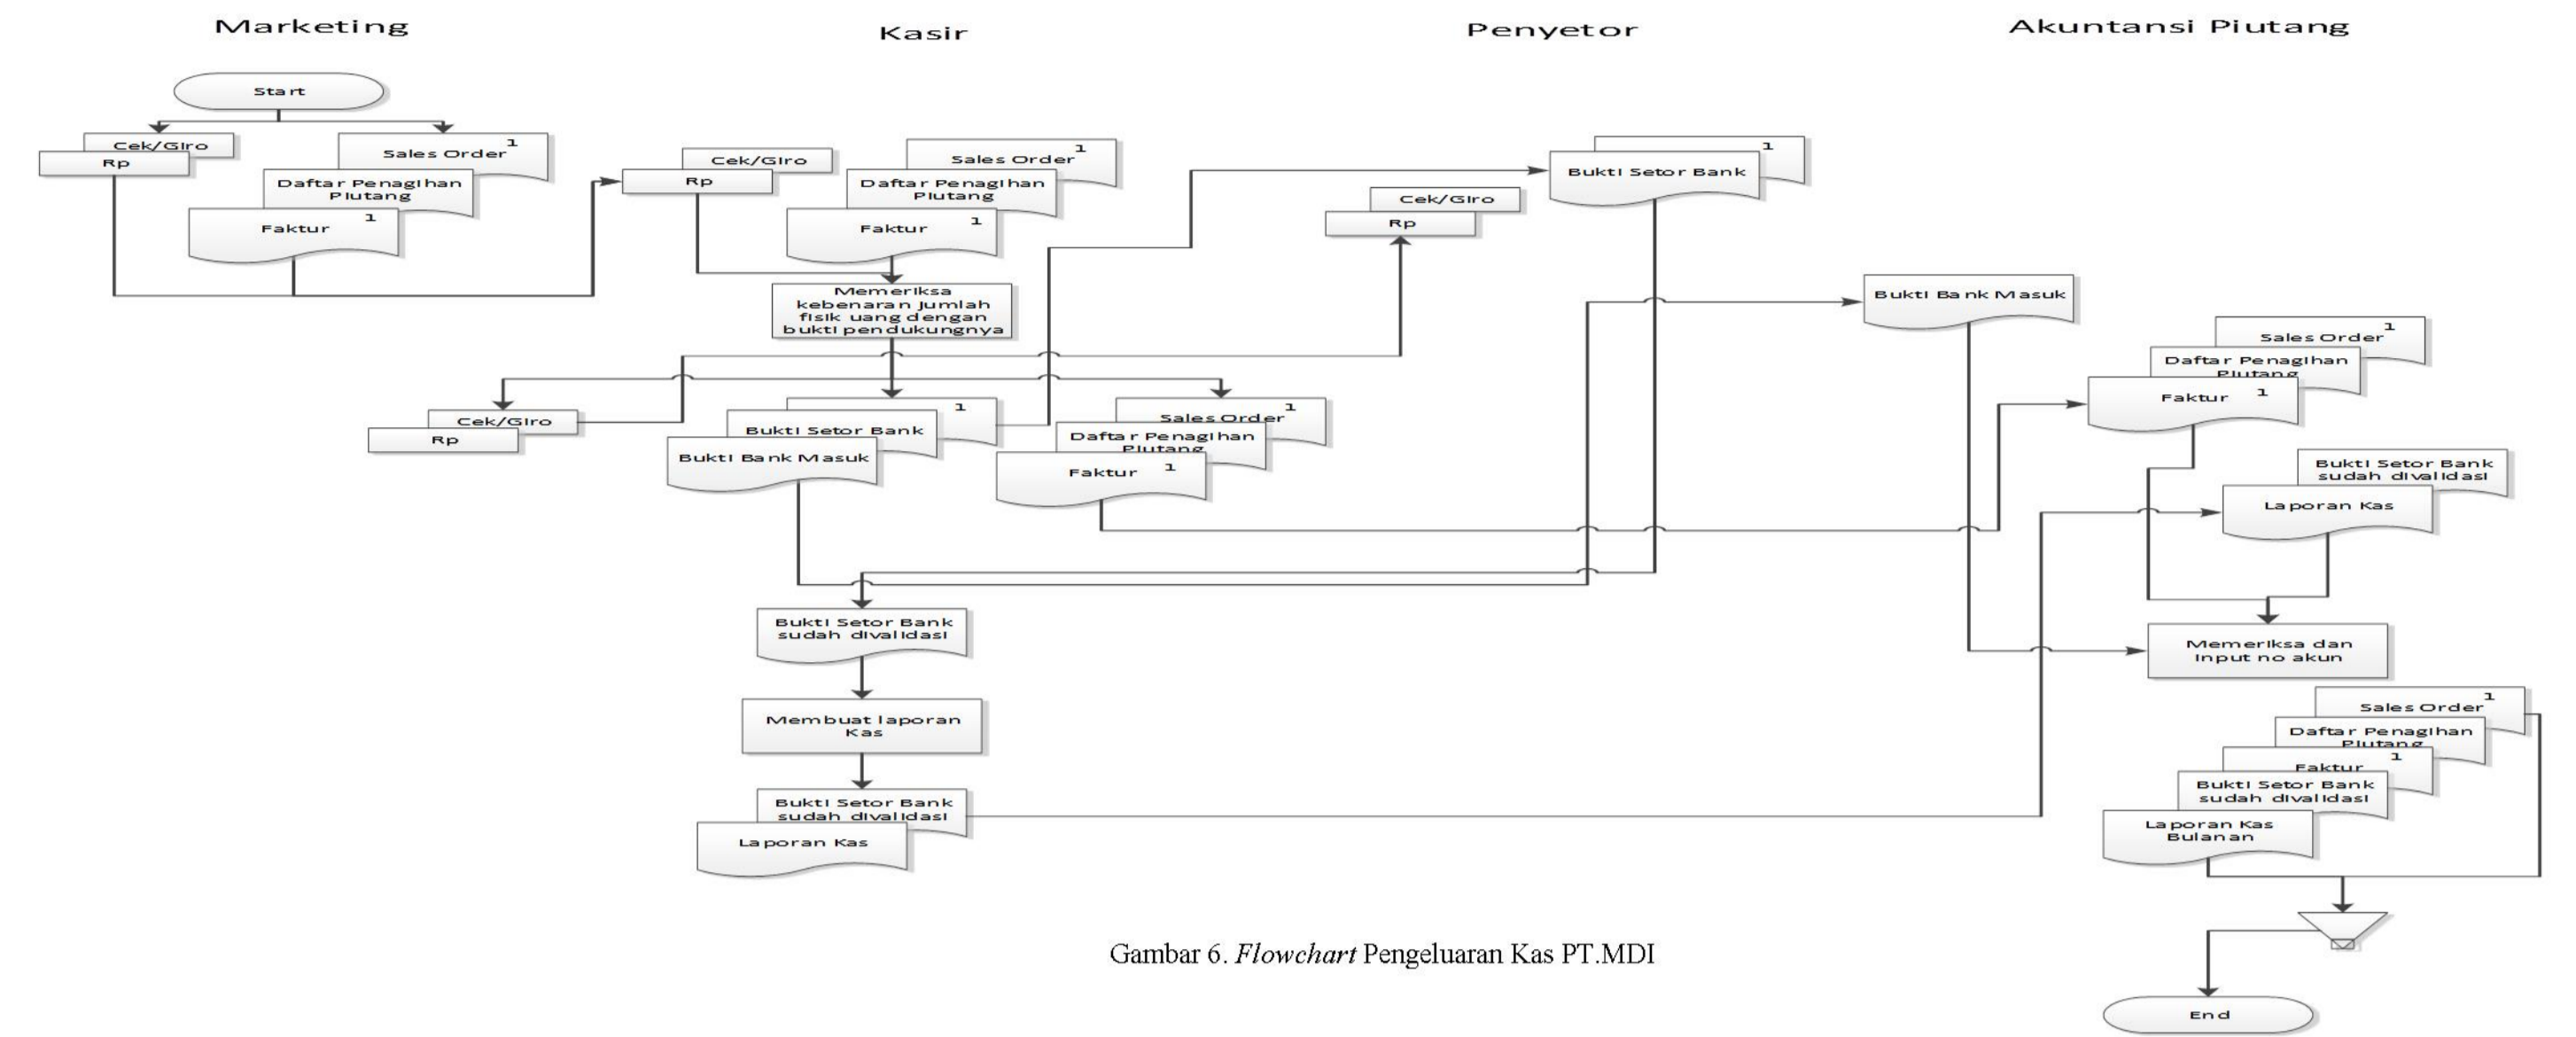 Marketing
Kasir
Penyetor
Akuntansi Piutang
Start
Cek/Giro
Rp
Sales Order 1
Daftar Penagihan
Piutang
Faktur 1
Cek/Giro
Rp
Sales Order 1
Daftar Penagihan
Piutang
Faktur 1
Memeriksa
kebenaran jumlah
fisik uang dengan
bukti pendukungnya
Cek/Giro
Rp
1
Bukti Setor Bank
Bukti Bank Masuk
Sales Order 1
Daftar Penagihan
Piutang
Faktur 1
Bukti Setor Bank
sudah divalidasi
Membuat laporan
Kas
Bukti Setor Bank
sudah divalidasi
Laporan Kas
1
Bukti Setor Bank
Cek/Giro
Rp
Bukti Bank Masuk
Sales Order 1
Daftar Penagihan
Piutang
Faktur 1
Bukti Setor Bank
sudah divalidasi
Laporan Kas
Memeriksa dan
input no akun
Sales Order 1
Daftar Penagihan
Piutang
Faktur 1
Bukti Setor Bank
sudah divalidasi
Laporan Kas
Bulanan
End
Gambar 6. Flowchart Pengeluaran Kas PT.MDI